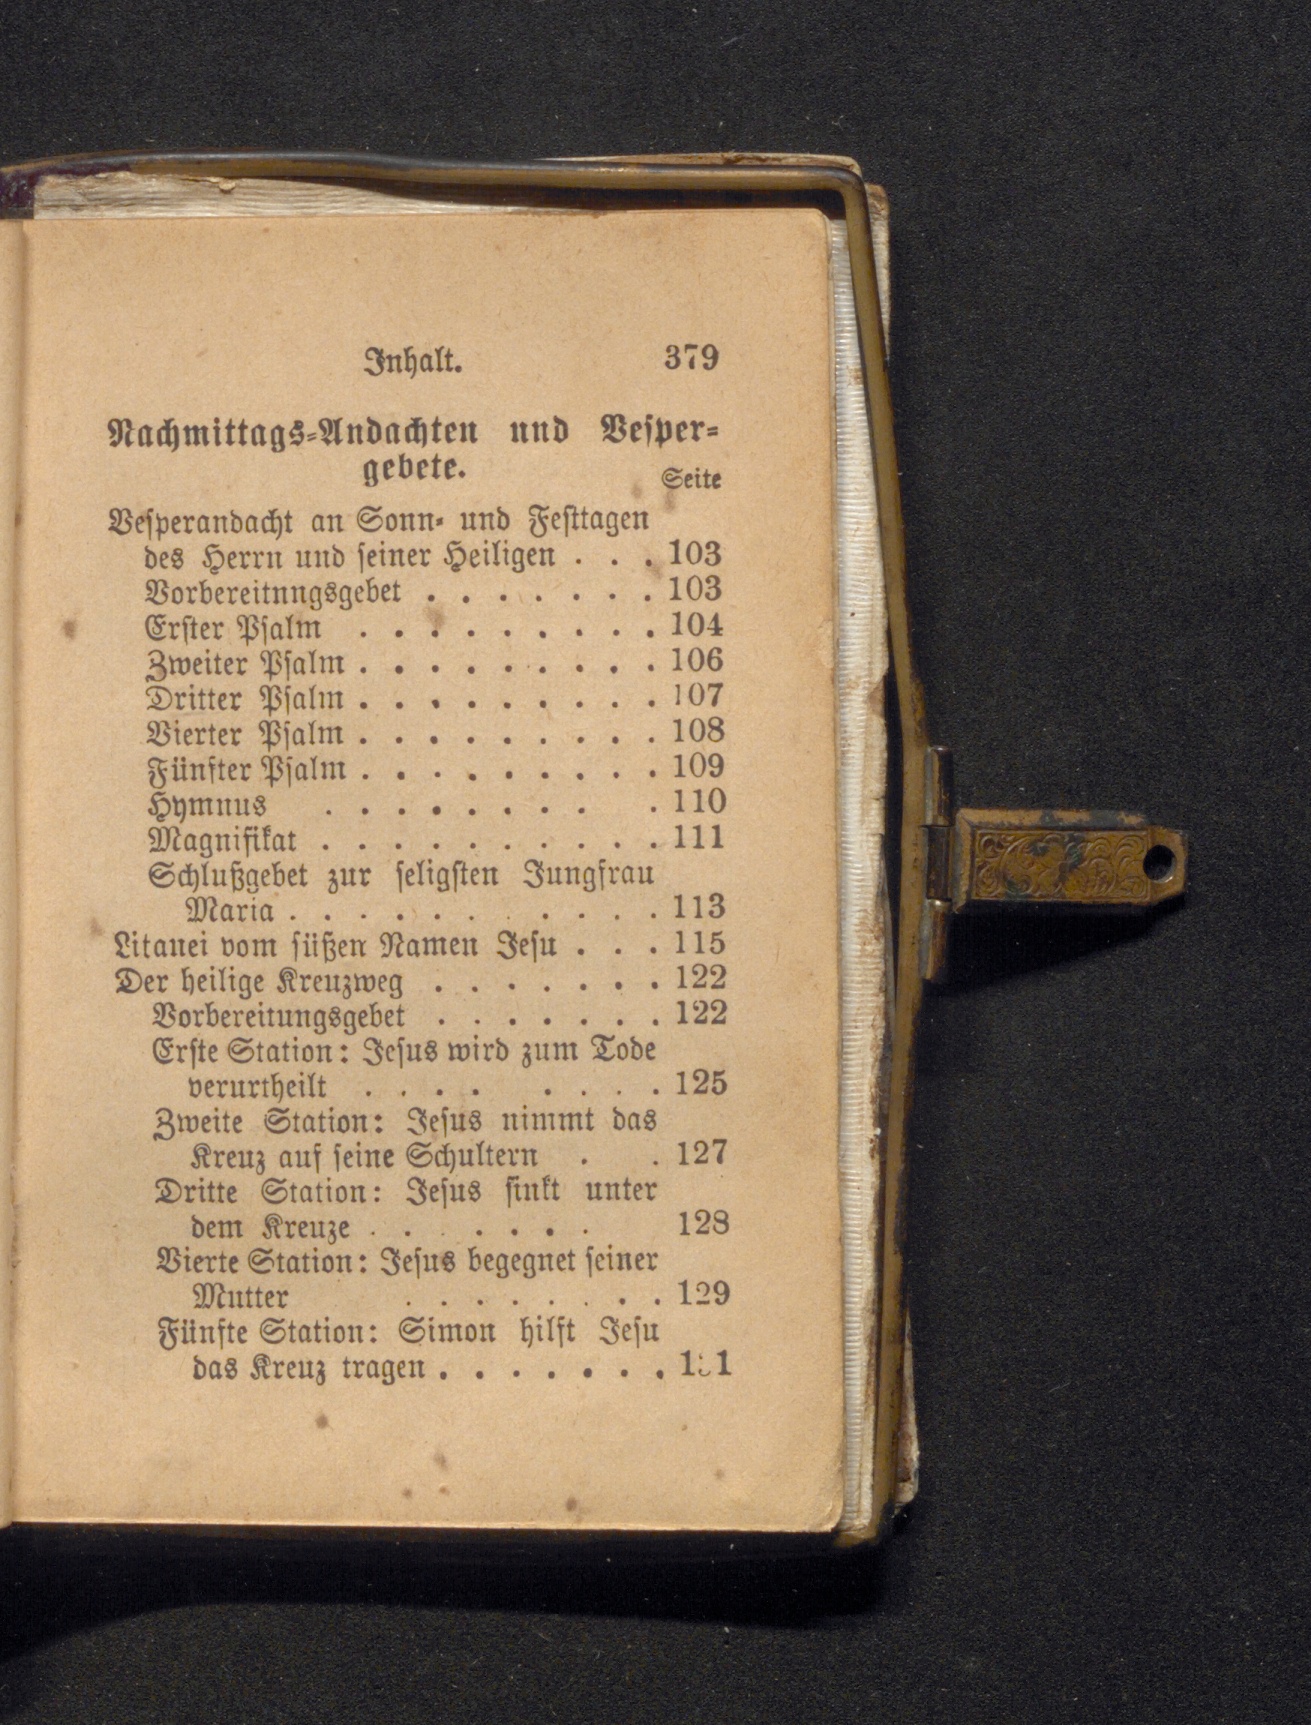 Inhalt. 379
Nachmittags-Andachten und Vesper-
gebete.
Seite
Vesperandacht an Sonn- und Festtagen
des Herrn und seiner Heiligen . . . 103
Vorbereitnngsgebet . . . . . . . 103
Erster Psalm . . . . . . . . . 104
Zweiter Psalm . . . . . . . . . 106
Dritter Psalm . . . . . . . . . 107
Vierter Psalm . . . . . . . . . 108
Fünfter Psalm . . . . . . . . . 109
Hymnus . . . . . . . . . 110
Magnifikat . . . . . . . . . . 111
Schlußgebet zur seligsten Jungfrau
Maria . . . . . . . . . . . 113
Litanei vom süßen Namen Jesu . . . 115
Der heilige Kreuzweg . . . . . . . 122
Vorbereitungsgebet . . . . . . . 122
Erste Station: Jesus wird zum Tode
verurtheilt . . . . . . . . 125
Zweite Station: Jesus nimmt das
Kreuz auf seine Schultern . . 127
Dritte Station: Jesus sinkt unter
dem Kreuze . . . . . . 128
Vierte Station: Jesus begegnet seiner
Mutter . . . . . . . . 129
Fünfte Station: Simon hilft Jesu
das Kreuz tragen . . . . . . . 131